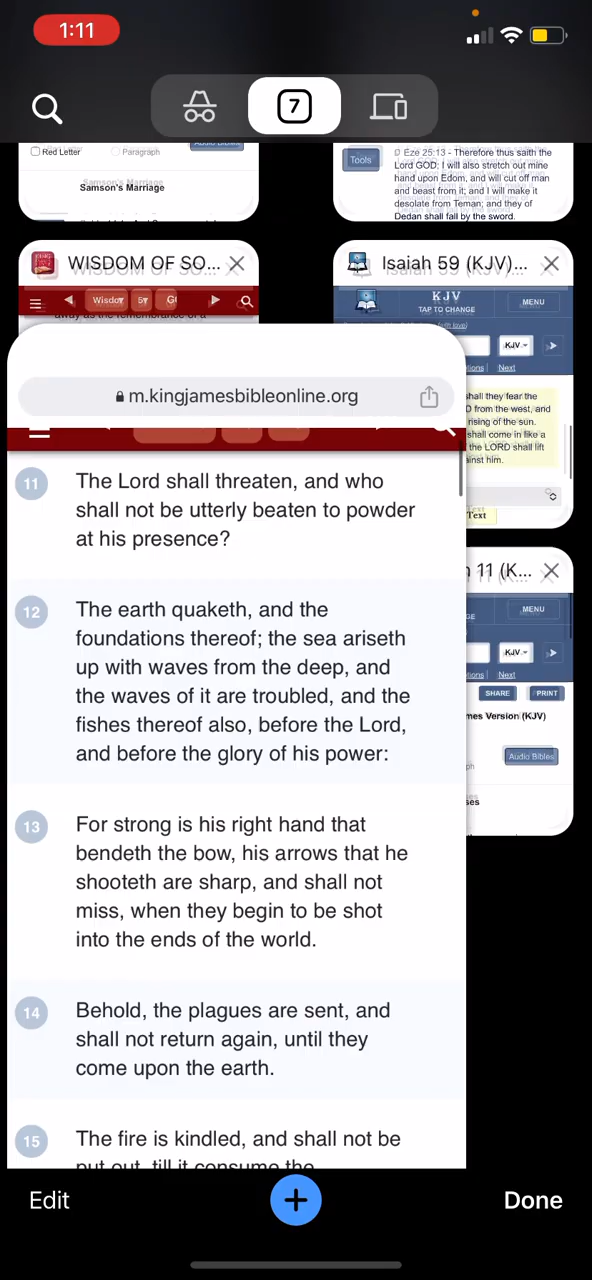 1:11
7
Red Letter
Paragraph
Samson's Marriage
Tools
Eze 25:13 - Therefore thus saith the
Lord GOD; I will also stretch out mine
hand upon Edom, and will cut off man
and beast from it; and I will make it
desolate from Teman; and they of
Dedan shall fall by the sword.
WISDOM OF SO...
Isaiah 59 (KJV)...
KJV
TAP TO CHANGE
MENU
KJV
Next
shall they fear the
from the west, and
rising of the sun.
shall come in like a
the LORD shall lift
him.
Text
m.kingjamesbibleonline.org
11 The Lord shall threaten, and who
shall not be utterly beaten to powder
at his presence?
12 The earth quaketh, and the
foundations thereof; the sea ariseth
up with waves from the deep, and
the waves of it are troubled, and the
fishes thereof also, before the Lord,
and before the glory of his power:
13 For strong is his right hand that
bendeth the bow, his arrows that he
shooteth are sharp, and shall not
miss, when they begin to be shot
into the ends of the world.
14 Behold, the plagues are sent, and
shall not return again, until they
come upon the earth.
15 The fire is kindled, and shall not be
put out, till it consume the
11 (K...
MENU
KJV
Next
SHARE
PRINT
Version (KJV)
Audio Bibles
Edit
Done